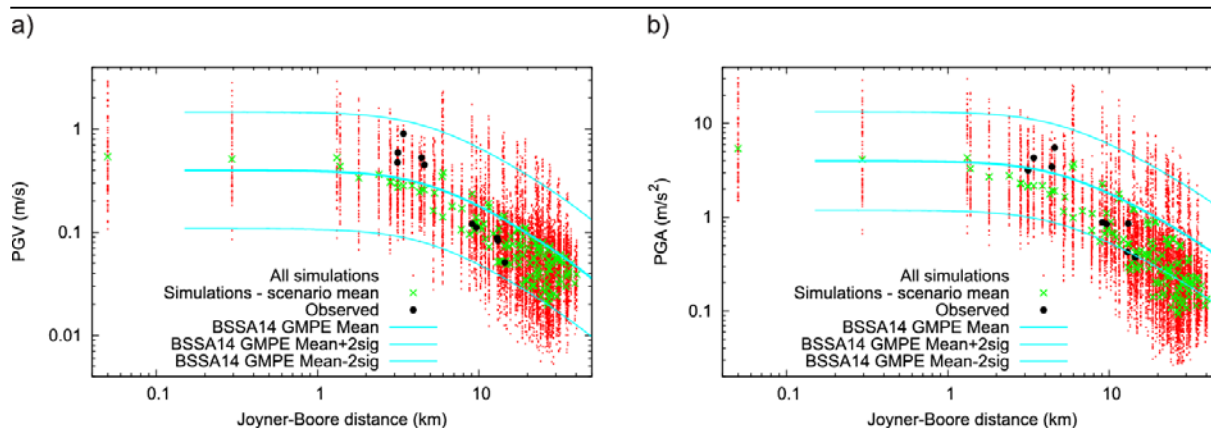 a)
PGV (m/s)
1
0.1
0.01
All simulations
Simulations - scenario mean
Observed
BSSA14 GMPE Mean
BSSA14 GMPE Mean+2sig
BSSA14 GMPE Mean-2sig
0.1 1 10
Joyner-Boore distance (km)
b)
PGA (m/s²)
10
1
0.1
All simulations
Simulations - scenario mean
Observed
BSSA14 GMPE Mean
BSSA14 GMPE Mean+2sig
BSSA14 GMPE Mean-2sig
0.1 1 10
Joyner-Boore distance (km)